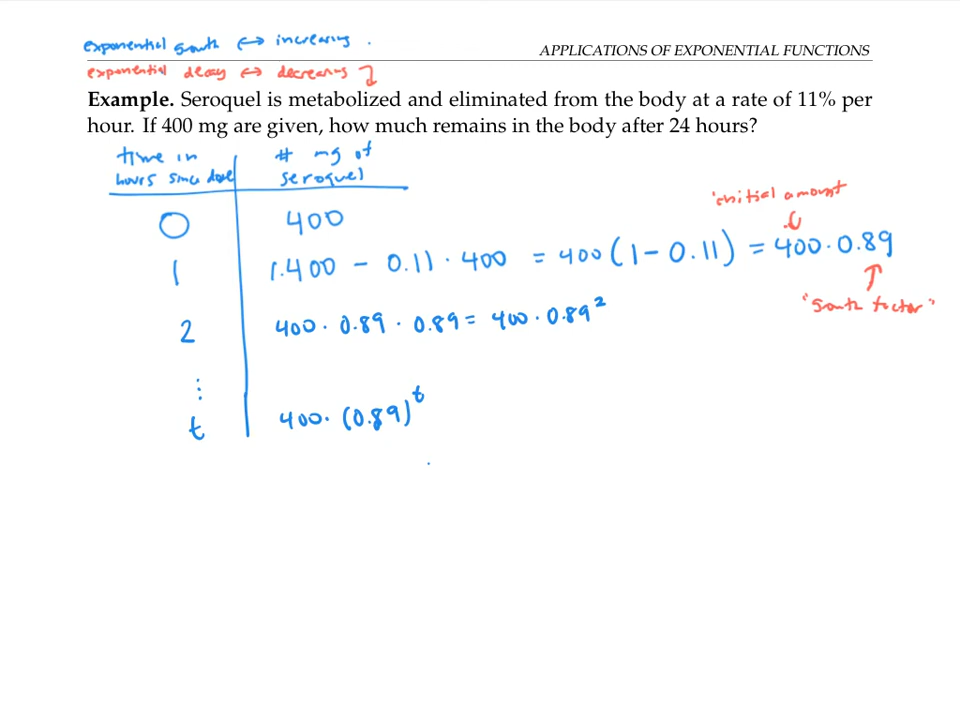 exponential growth ↔ increasing.
APPLICATIONS OF EXPONENTIAL FUNCTIONS
exponential decay ↔ decreasing
Example. Seroquel is metabolized and eliminated from the body at a rate of 11% per
hour. If 400 mg are given, how much remains in the body after 24 hours?
time in hours since dose
# mg of seroquel
"initial amount
0 400
1 1·400 − 0.11 · 400 = 400 (1 − 0.11) = 400 · 0.89
"growth factor"
2 400 · 0.89 · 0.89 = 400 · 0.89²
⋮
t 400 · (0.89)^t